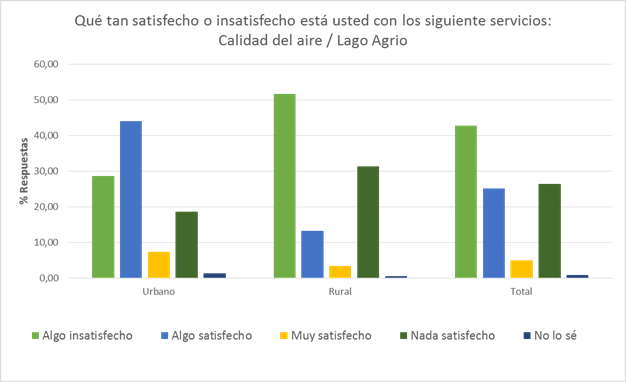 Qué tan satisfecho o insatisfecho está usted con los siguiente servicios:
Calidad del aire / Lago Agrio
% Respuestas
60,00
50,00
40,00
30,00
20,00
10,00
0,00
Urbano Rural Total
Algo insatisfecho Algo satisfecho Muy satisfecho Nada satisfecho No lo sé